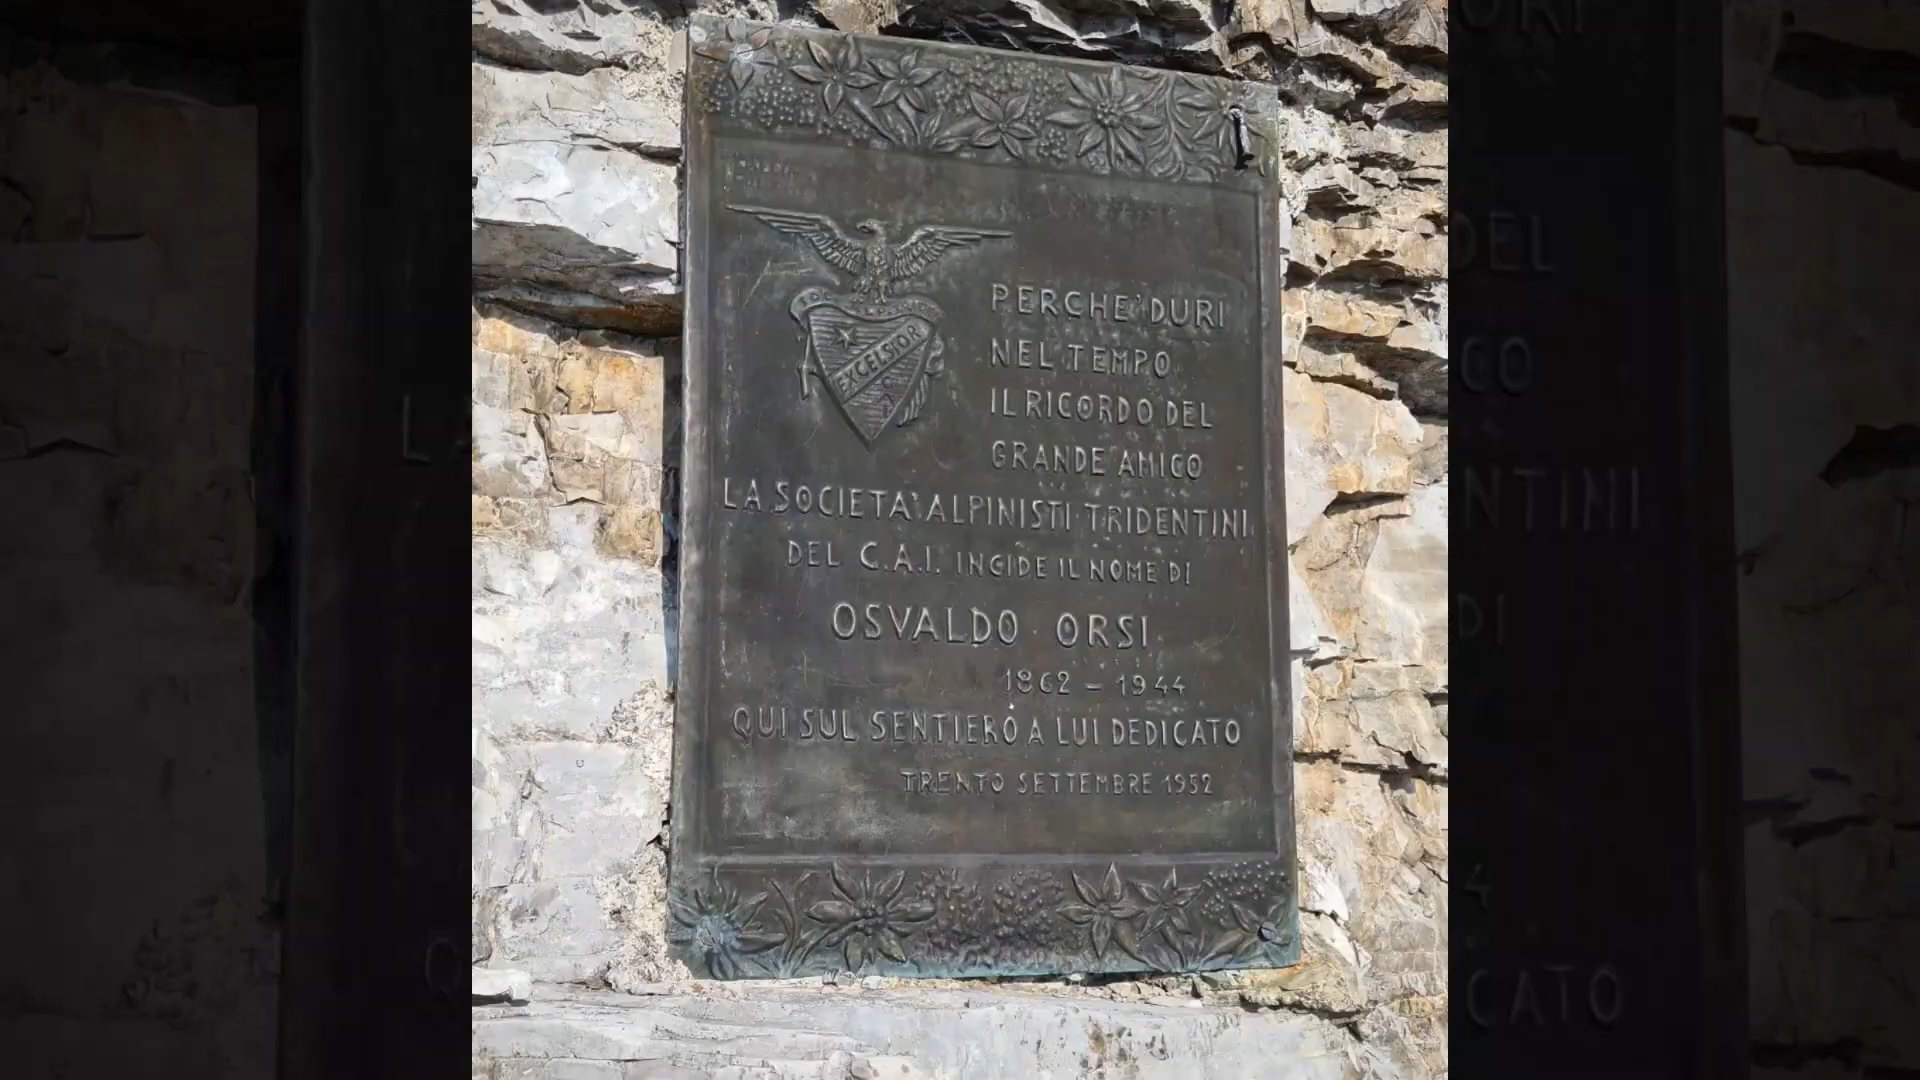 EXCELSIOR
PERCHE' DURI
NEL TEMPO
IL RICORDO DEL
GRANDE AMICO
LA SOCIETA' ALPINISTI TRIDENTINI
DEL C.A.I. INCIDE IL NOME DI
OSVALDO ORSI
1862 - 1944
QUI SUL SENTIERO A LUI DEDICATO
TRENTO SETTEMBRE 1952